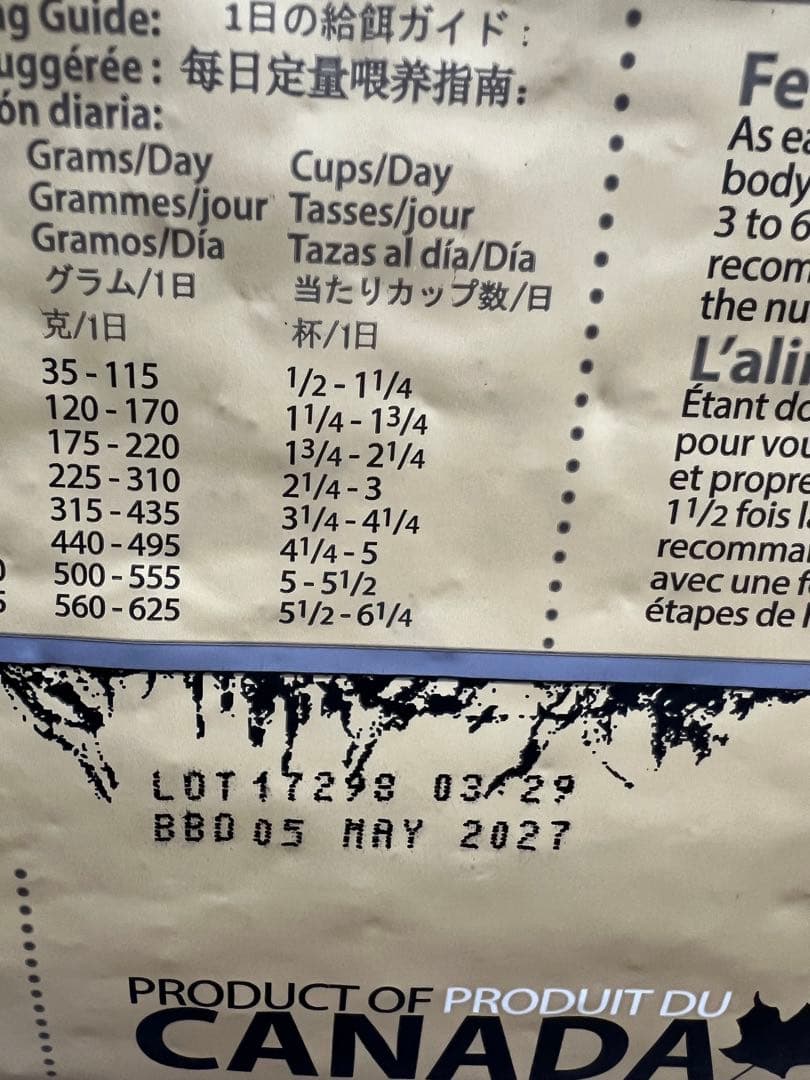 ng Guide: 1日の給餌ガイド:
uggérée: 每日定量喂养指南:
ón diaria:
Grams/Day Cups/Day
Grammes/jour Tasses/jour
Gramos/Día Tazas al día/Día
グラム/1日 当たりカップ数/日
克/1日 杯/1日
35 - 115 1/2 - 11/4
120 - 170 11/4 - 13/4
175 - 220 13/4 - 21/4
225 - 310 21/4 - 3
315 - 435 31/4 - 41/4
440 - 495 41/4 - 5
500 - 555 5 - 51/2
560 - 625 51/2 - 61/4
Fe
As ea
body
3 to 6
recom
the nu
L'alin
Étant do
pour vou
et propre
11/2 fois l
recomma
avec une f
étapes de l
LOT 17298 03 29
BBD 05 MAY 2027
PRODUCT OF PRODUIT DU
CANADA